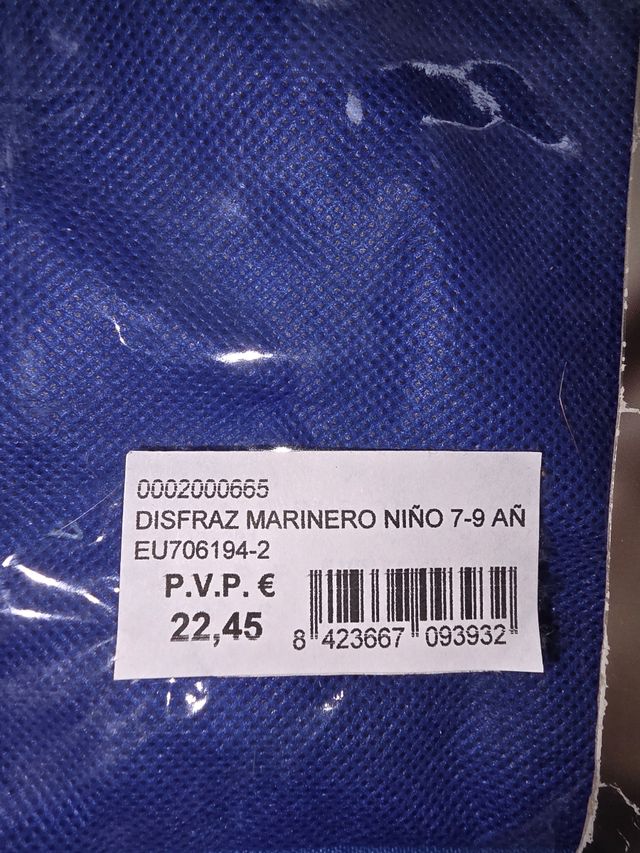 0002000665
DISFRAZ MARINERO NIÑO 7-9 AÑ
EU706194-2
P.V.P. €
22,45
8 423667 093932